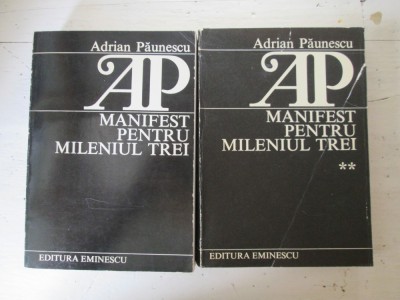 Adrian Păunescu
AP
MANIFEST
PENTRU
MILENIUL TREI
EDITURA EMINESCU
Adrian Păunescu
AP
MANIFEST
PENTRU
MILENIUL TREI
**
EDITURA EMINESCU